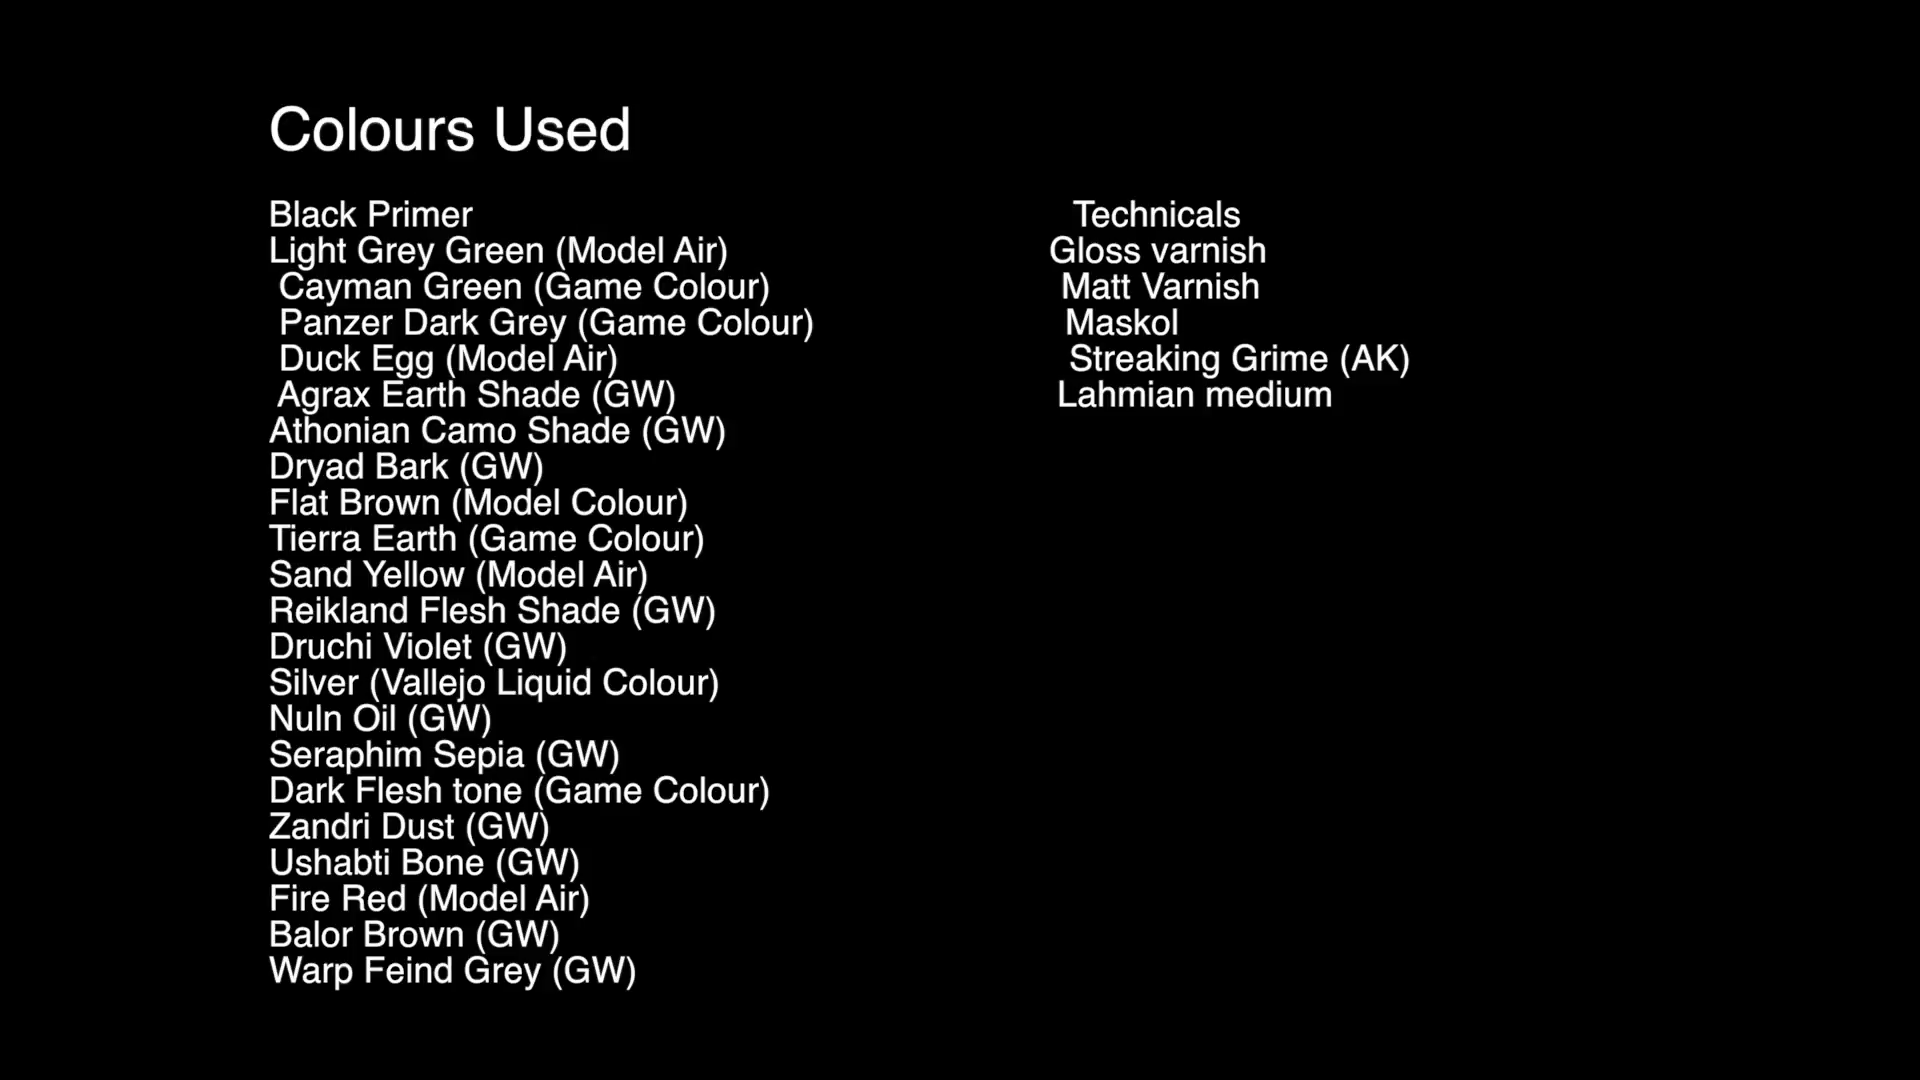 Colours Used
Black Primer
Light Grey Green (Model Air)
Cayman Green (Game Colour)
Panzer Dark Grey (Game Colour)
Duck Egg (Model Air)
Agrax Earth Shade (GW)
Athonian Camo Shade (GW)
Dryad Bark (GW)
Flat Brown (Model Colour)
Tierra Earth (Game Colour)
Sand Yellow (Model Air)
Reikland Flesh Shade (GW)
Druchi Violet (GW)
Silver (Vallejo Liquid Colour)
Nuln Oil (GW)
Seraphim Sepia (GW)
Dark Flesh tone (Game Colour)
Zandri Dust (GW)
Ushabti Bone (GW)
Fire Red (Model Air)
Balor Brown (GW)
Warp Feind Grey (GW)
Technicals
Gloss varnish
Matt Varnish
Maskol
Streaking Grime (AK)
Lahmian medium